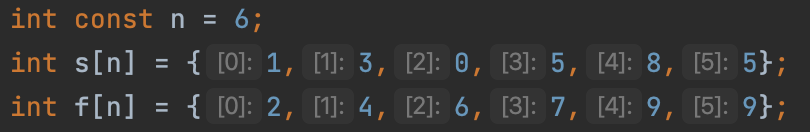 int const n = 6;
int s[n] = {[0]: 1, [1]: 3, [2]: 0, [3]: 5, [4]: 8, [5]: 5};
int f[n] = {[0]: 2, [1]: 4, [2]: 6, [3]: 7, [4]: 9, [5]: 9};